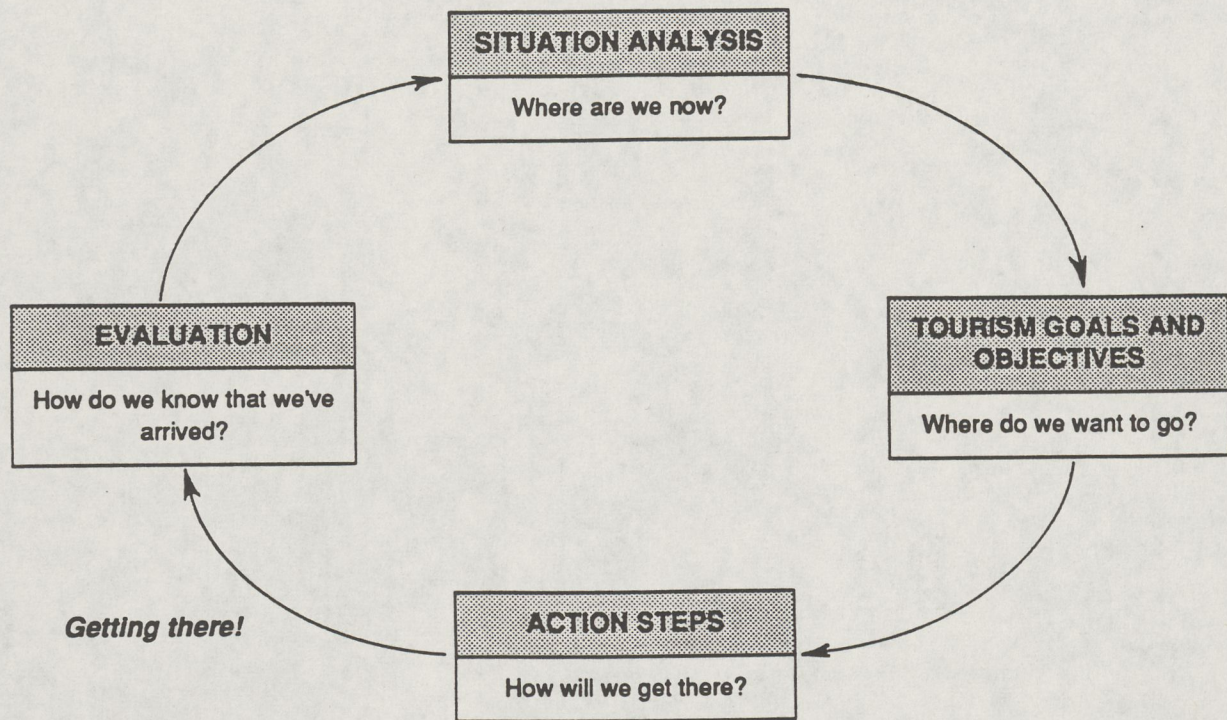 SITUATION ANALYSIS
Where are we now?
TOURISM GOALS AND
OBJECTIVES
Where do we want to go?
ACTION STEPS
How will we get there?
Getting there!
EVALUATION
How do we know that we've
arrived?